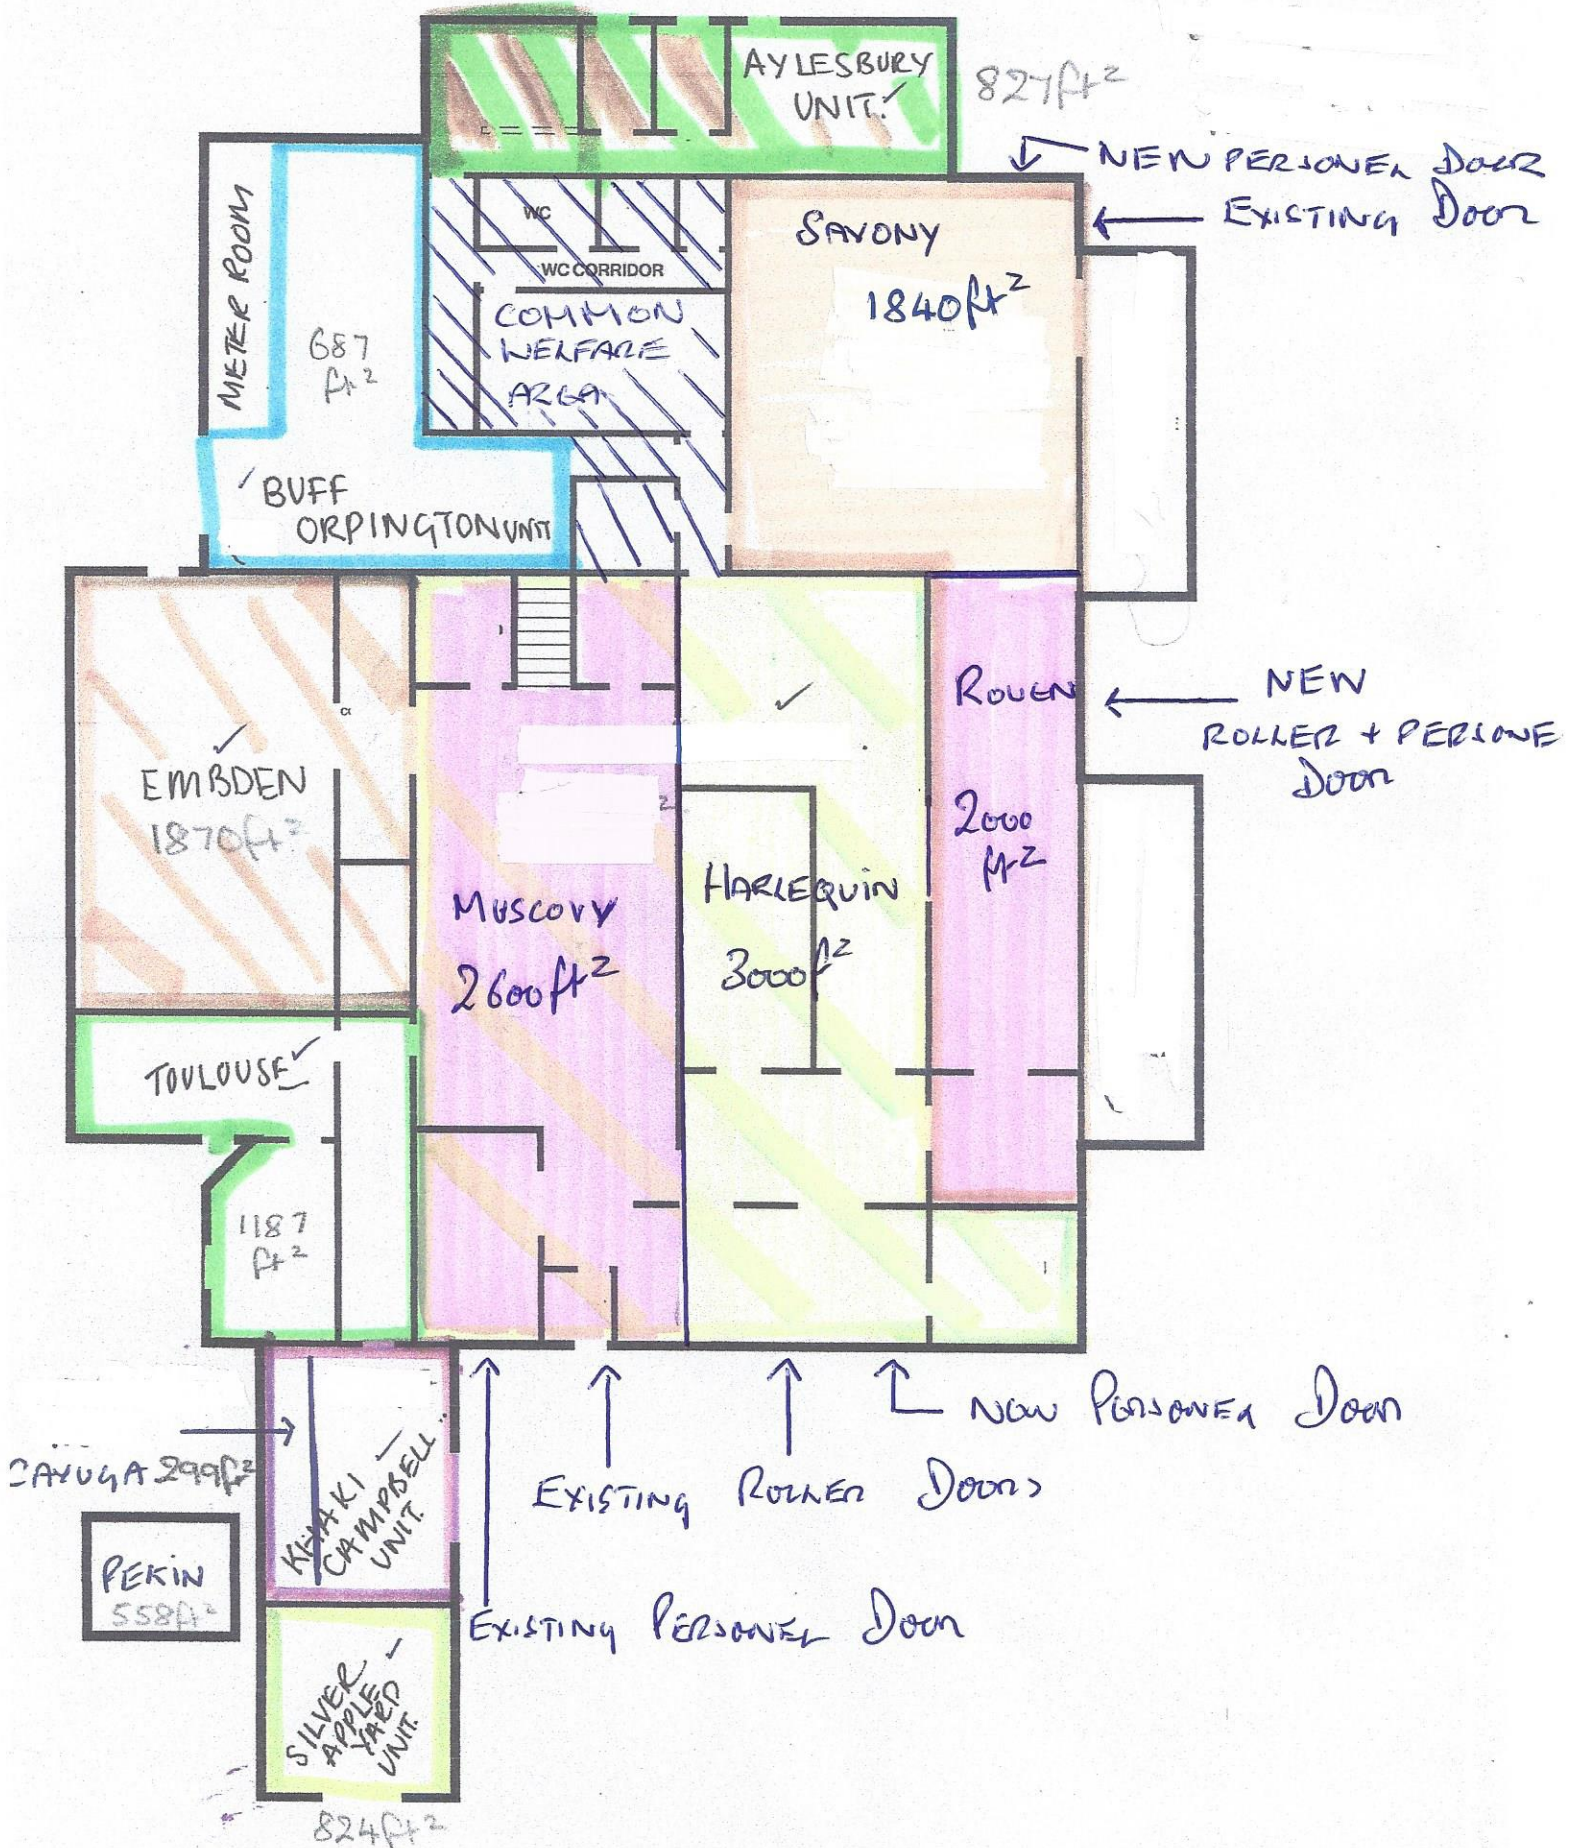 AYLESBURY
UNIT.
827ft²
NEW PERSONEL DOOR
EXISTING DOOR
METER ROOM
WC
WC CORRIDOR
COMMON
WELFARE
AREA
SAVONY
1840ft²
687
ft²
BUFF
ORPINGTON UNIT
EMBDEN
1870ft²
ROUEN
2000
ft²
NEW
ROLLER + PERSONE
DOOR
MUSCOVY
2600ft²
HARLEQUIN
3000ft²
TOULOUSE
1187
ft²
NEW PERSONEL DOOR
CAYUGA 299ft²
KHAKI
CAMPBELL
UNIT.
EXISTING ROLLER DOORS
PEKIN
558ft²
EXISTING PERSONEL DOOR
SILVER
APPLE
YARD
UNIT.
824ft²